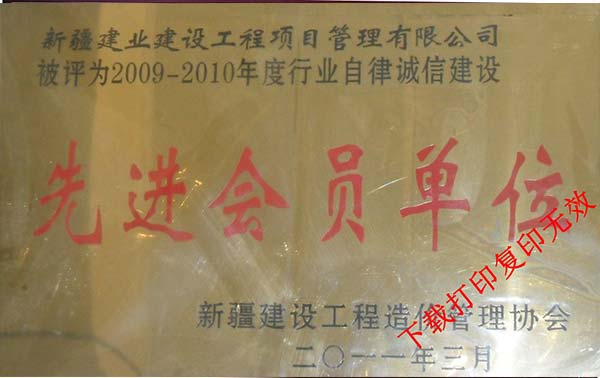 新疆建业建设工程项目管理有限公司
被评为2009-2010年度行业自律诚信建设
先进会员单位
新疆建设工程造价管理协会
二〇一一年三月
下载打印复印无效